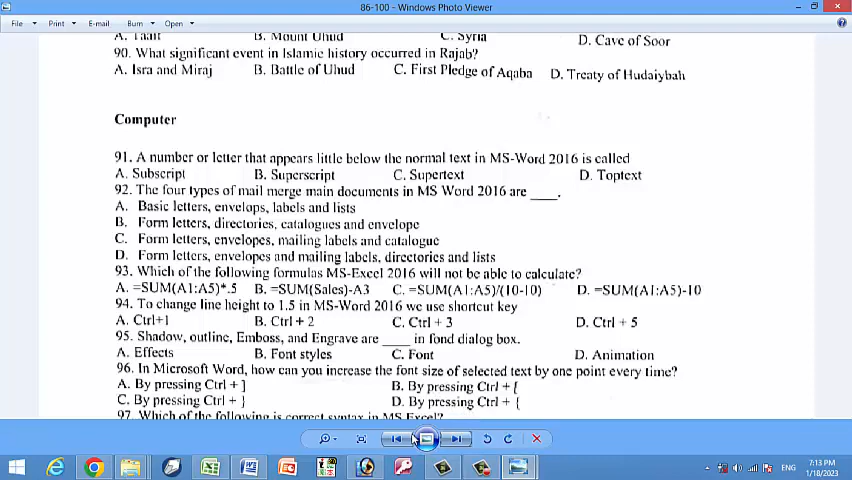 86-100 - Windows Photo Viewer
File Print E-mail Burn Open
A. Taaif B. Mount Uhud C. Syria D. Cave of Soor
90. What significant event in Islamic history occurred in Rajab?
A. Isra and Miraj B. Battle of Uhud C. First Pledge of Aqaba D. Treaty of Hudaiybah
Computer
91. A number or letter that appears little below the normal text in MS-Word 2016 is called
A. Subscript B. Superscript C. Supertext D. Toptext
92. The four types of mail merge main documents in MS Word 2016 are ____.
A. Basic letters, envelops, labels and lists
B. Form letters, directories, catalogues and envelope
C. Form letters, envelopes, mailing labels and catalogue
D. Form letters, envelopes and mailing labels, directories and lists
93. Which of the following formulas MS-Excel 2016 will not be able to calculate?
A. =SUM(A1:A5)*.5 B. =SUM(Sales)-A3 C. =SUM(A1:A5)/(10-10) D. =SUM(A1:A5)-10
94. To change line height to 1.5 in MS-Word 2016 we use shortcut key
A. Ctrl+1 B. Ctrl + 2 C. Ctrl + 3 D. Ctrl + 5
95. Shadow, outline, Emboss, and Engrave are ____ in fond dialog box.
A. Effects B. Font styles C. Font D. Animation
96. In Microsoft Word, how can you increase the font size of selected text by one point every time?
A. By pressing Ctrl + ] B. By pressing Ctrl + [
C. By pressing Ctrl + } D. By pressing Ctrl + {
97. Which of the following is correct syntax in MS Excel?
ENG
7:13 PM
1/18/2023